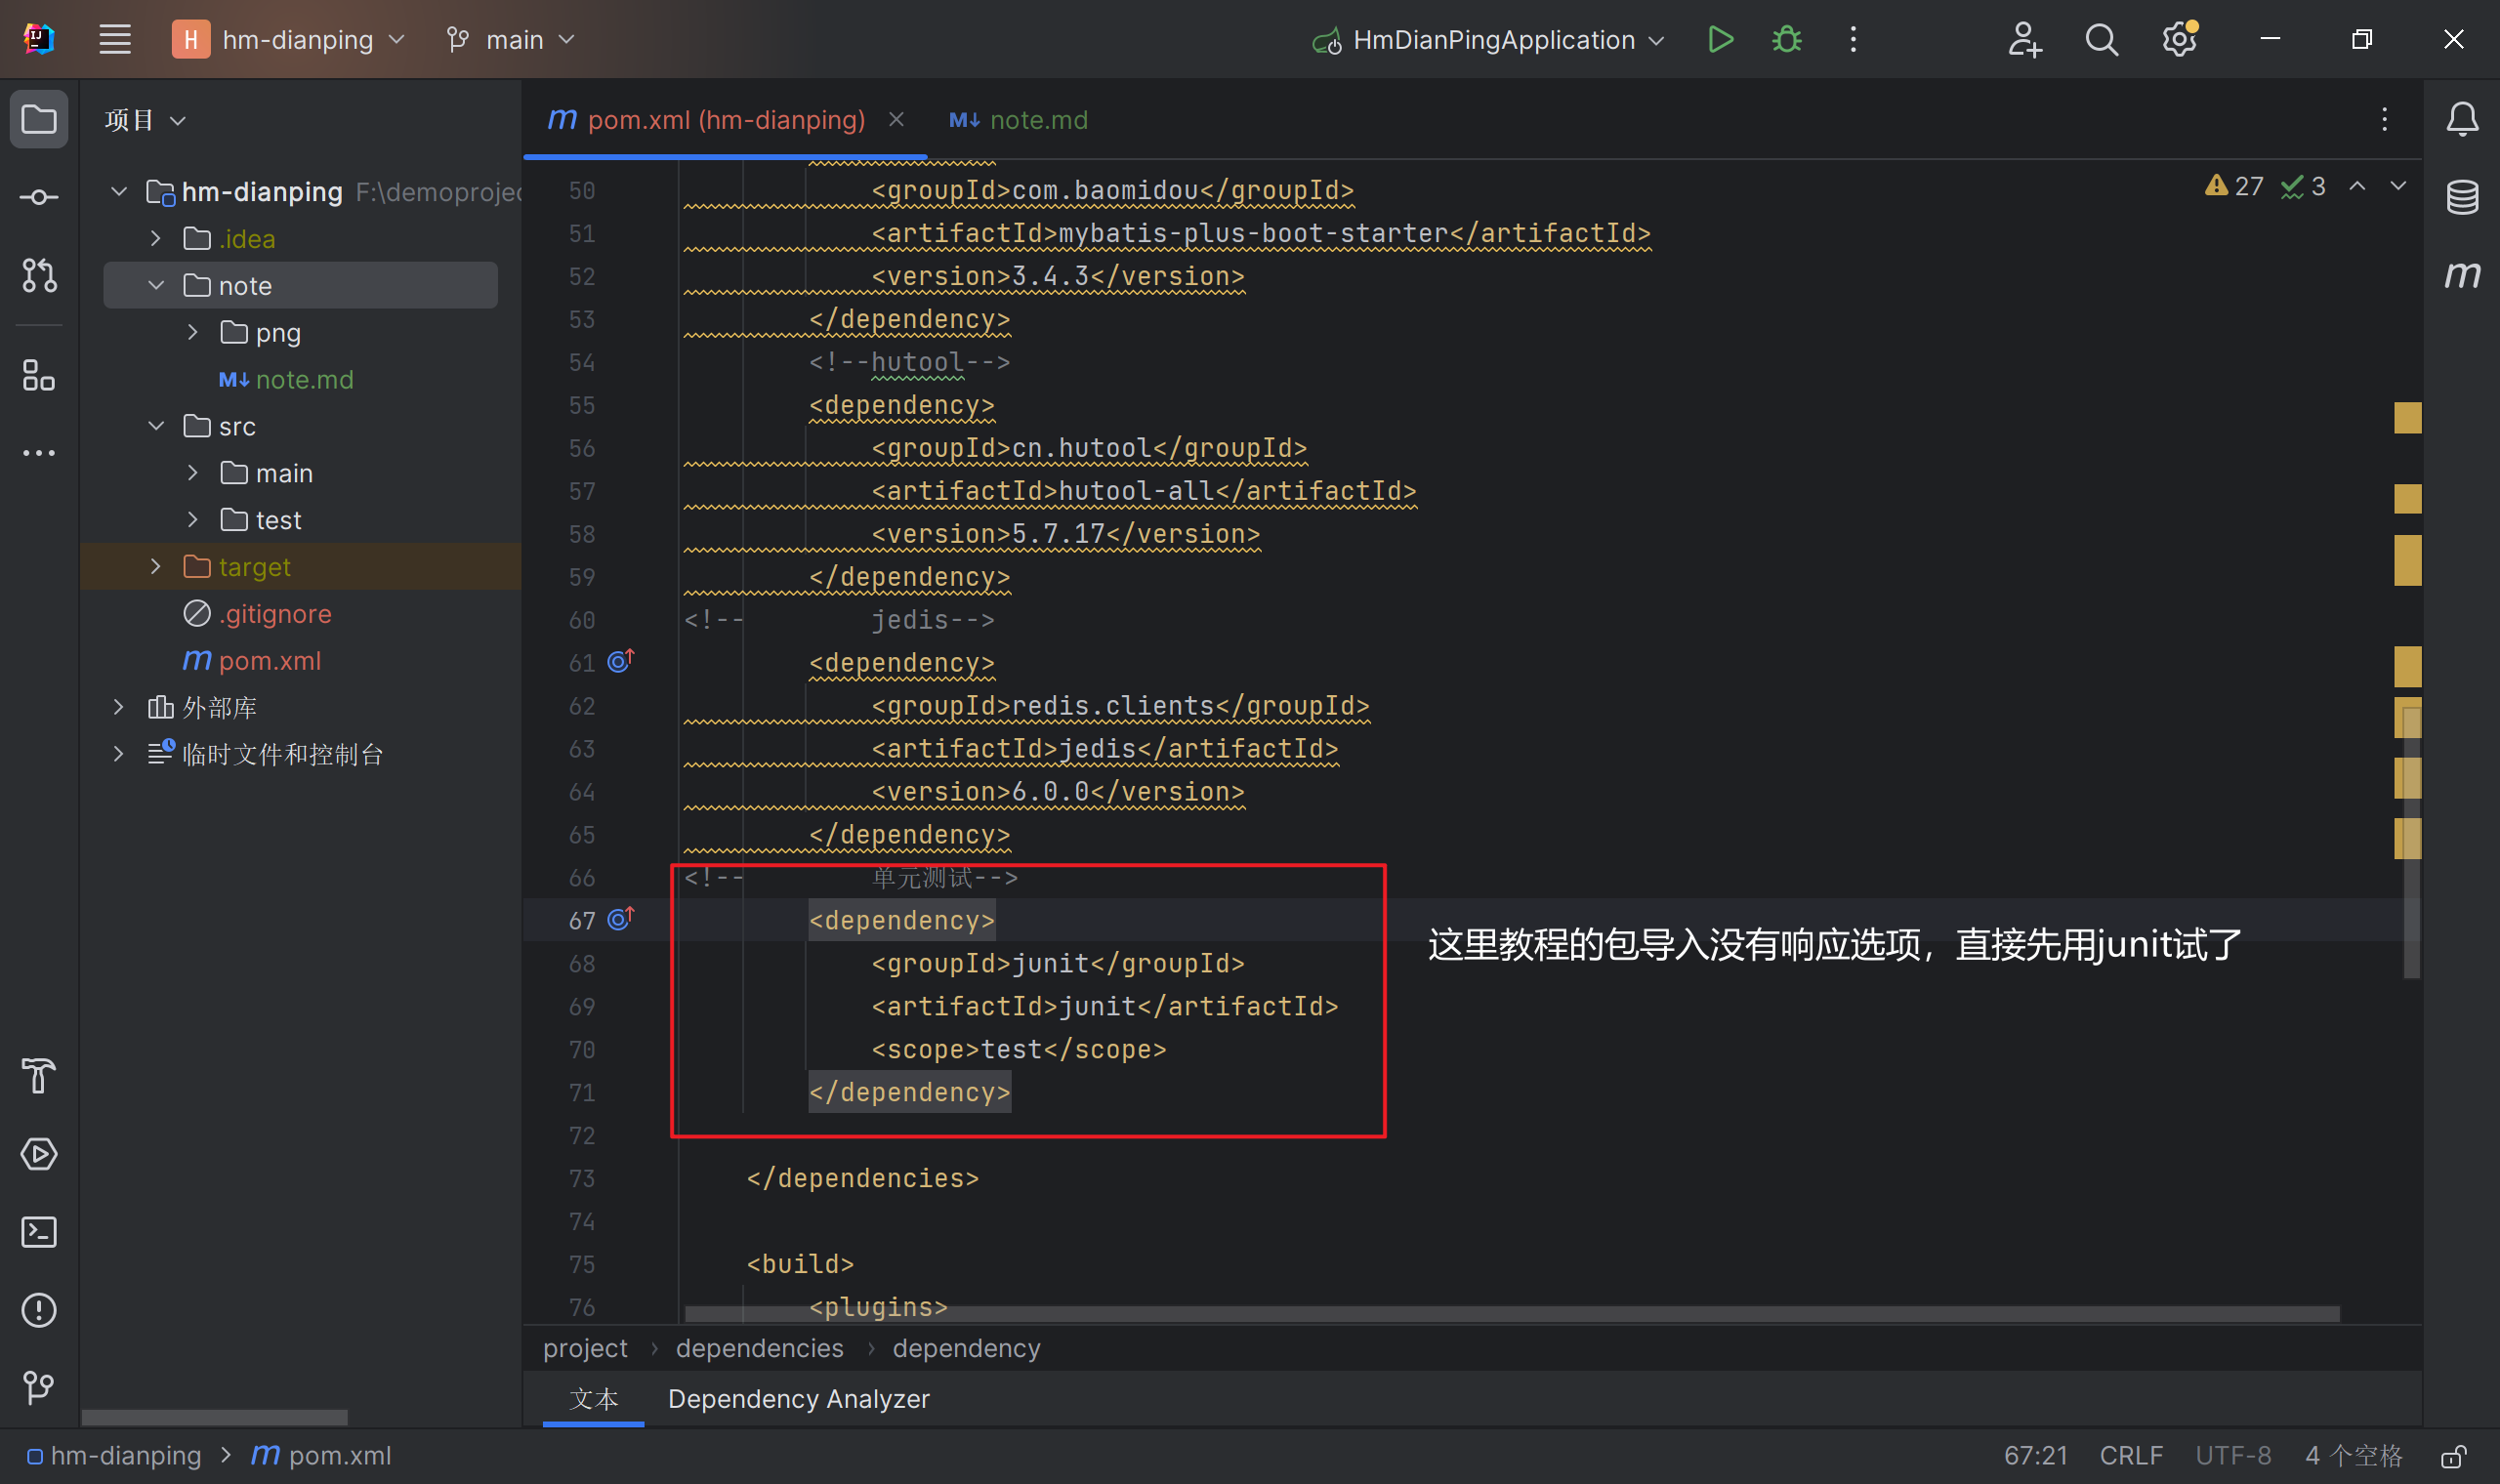 H hm-dianping main HmDianPingApplication
项目
pom.xml (hm-dianping) note.md
hm-dianping F:\demoprojec
.idea
note
png
note.md
src
main
test
target
.gitignore
pom.xml
外部库
临时文件和控制台
27 3
50 <groupId>com.baomidou</groupId>
51 <artifactId>mybatis-plus-boot-starter</artifactId>
52 <version>3.4.3</version>
53 </dependency>
54 <!--hutool-->
55 <dependency>
56 <groupId>cn.hutool</groupId>
57 <artifactId>hutool-all</artifactId>
58 <version>5.7.17</version>
59 </dependency>
60 <!-- jedis-->
61 <dependency>
62 <groupId>redis.clients</groupId>
63 <artifactId>jedis</artifactId>
64 <version>6.0.0</version>
65 </dependency>
66 <!-- 单元测试-->
67 <dependency>
这里教程的包导入没有响应选项，直接先用junit试了
68 <groupId>junit</groupId>
69 <artifactId>junit</artifactId>
70 <scope>test</scope>
71 </dependency>
72
73 </dependencies>
74
75 <build>
76 <plugins>
project › dependencies › dependency
文本 Dependency Analyzer
hm-dianping > pom.xml
67:21 CRLF UTF-8 4 个空格